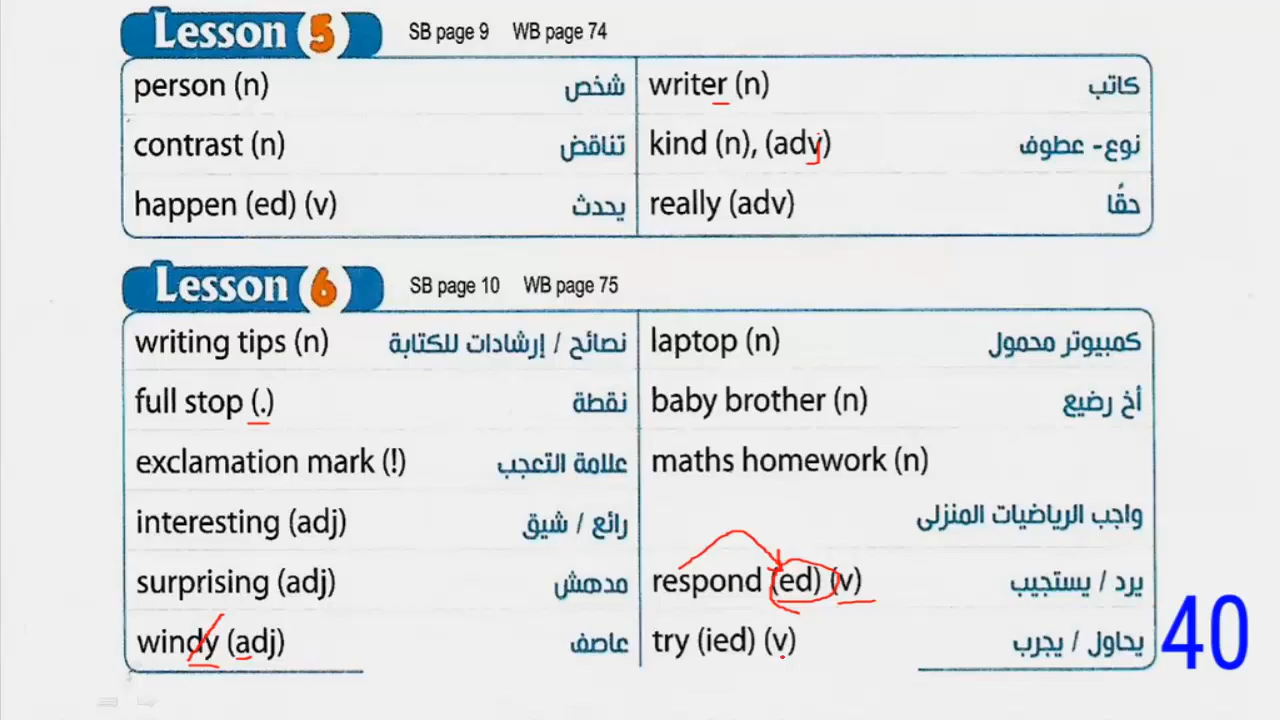 Lesson (5) SB page 9 WB page 74
person (n) شخص
writer (n) كاتب
contrast (n) تناقض
kind (n), (adv) نوع- عطوف
happen (ed) (v) يحدث
really (adv) حقًا
Lesson (6) SB page 10 WB page 75
writing tips (n) نصائح / إرشادات للكتابة
laptop (n) كمبيوتر محمول
full stop (.) نقطة
baby brother (n) أخ رضيع
exclamation mark (!) علامة التعجب
maths homework (n)
واجب الرياضيات المنزلى
interesting (adj) رائع / شيق
surprising (adj) مدهش
respond (ed) (v) يرد / يستجيب
windy (adj) عاصف
try (ied) (v) يحاول / يجرب
40